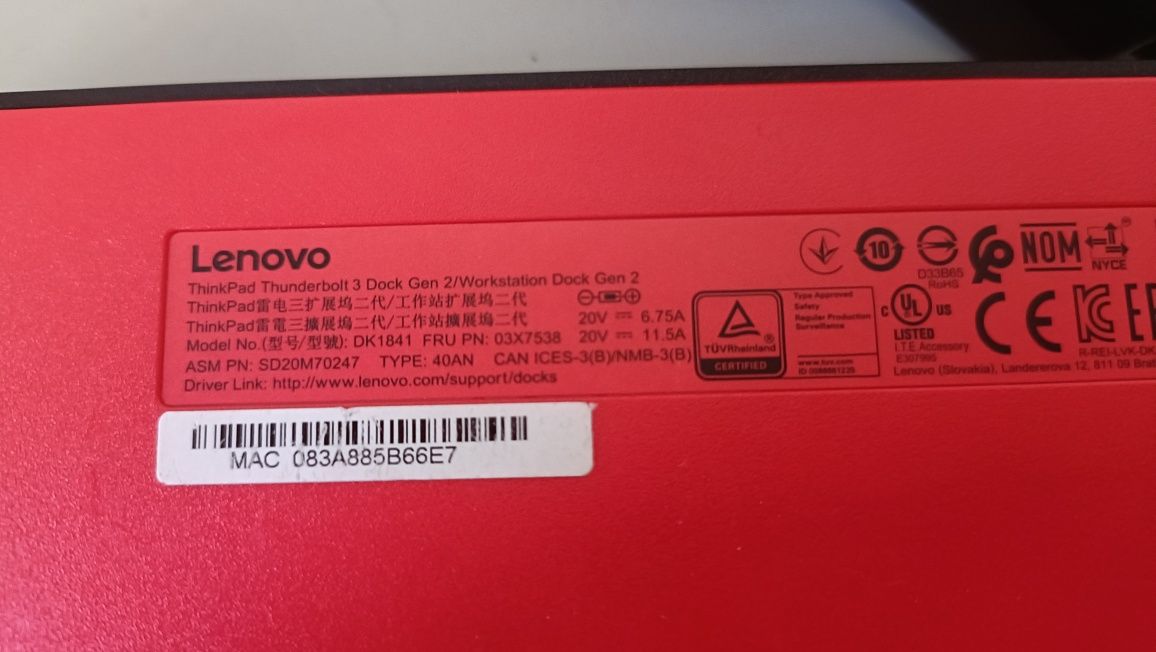 Lenovo
ThinkPad Thunderbolt 3 Dock Gen 2/Workstation Dock Gen 2
ThinkPad雷电三扩展坞二代/工作站扩展坞二代
ThinkPad雷電三擴展塢二代/工作站擴展塢二代
Model No.(型号/型號): DK1841 FRU PN: 03X7538
ASM PN: SD20M70247 TYPE: 40AN CAN ICES-3(B)/NMB-3(B)
Driver Link: http://www.lenovo.com/support/docks
20V 6.75A
20V 11.5A
TÜVRheinland
CERTIFIED
Type Approved
Safety
Regular Production
Surveillance
www.tuv.com
10
D33B65
RoHS
NOM
NYCE
C UL US
LISTED
I.T.E. Accessory
E307995
CE
R-REI-LVK-DK
Lenovo (Slovakia), Landererova 12, 811 09
MAC 083A885B66E7